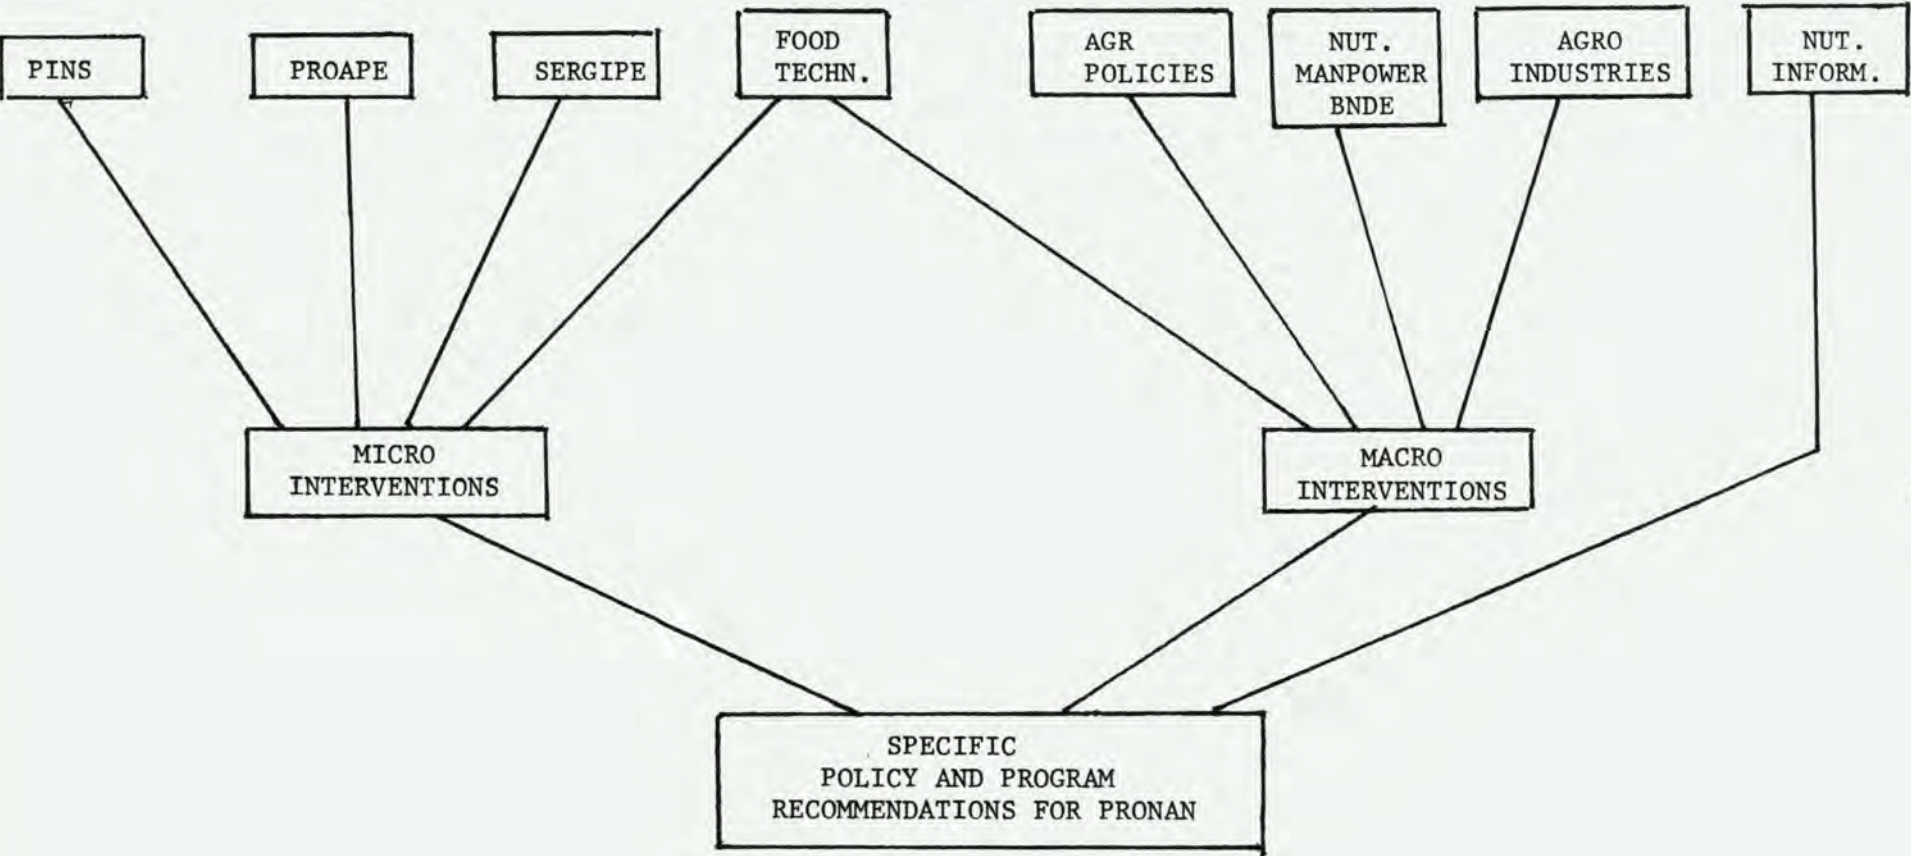 PINS
PROAPE
SERGIPE
FOOD
TECHN.
AGR
POLICIES
NUT.
MANPOWER
BNDE
AGRO
INDUSTRIES
NUT.
INFORM.
MICRO
INTERVENTIONS
MACRO
INTERVENTIONS
SPECIFIC
POLICY AND PROGRAM
RECOMMENDATIONS FOR PRONAN